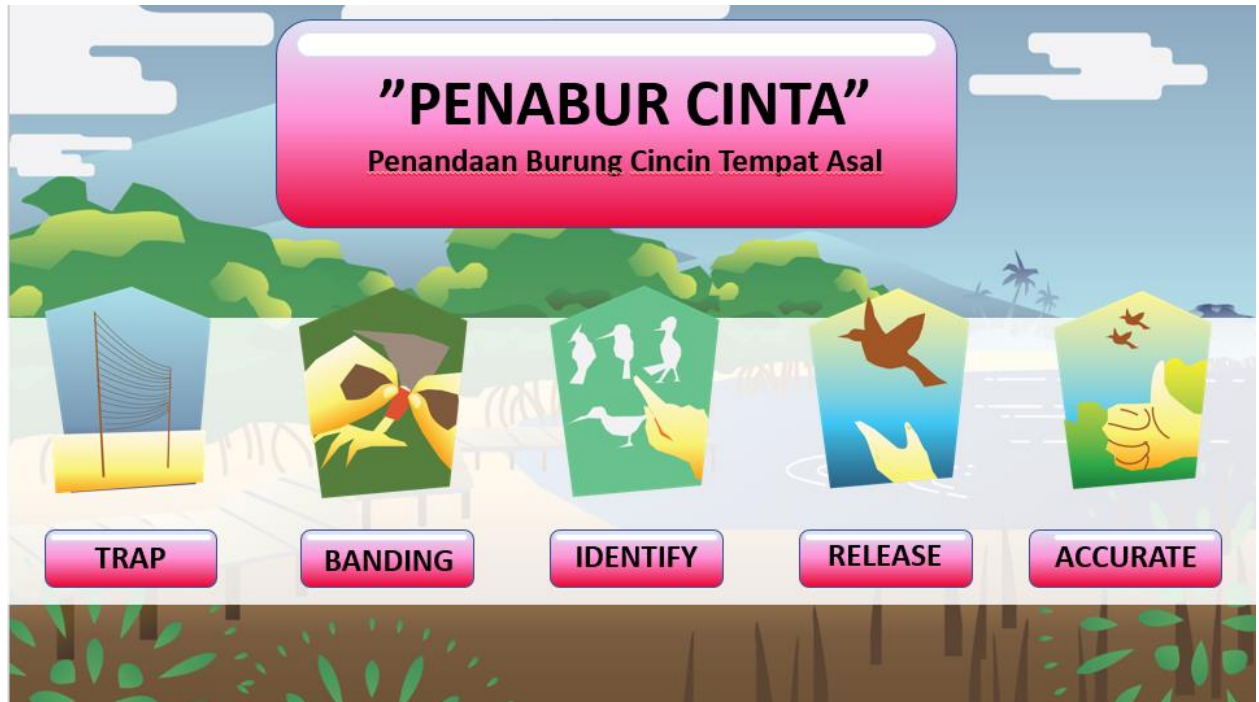 ”PENABUR CINTA”
Penandaan Burung Cincin Tempat Asal
TRAP
BANDING
IDENTIFY
RELEASE
ACCURATE